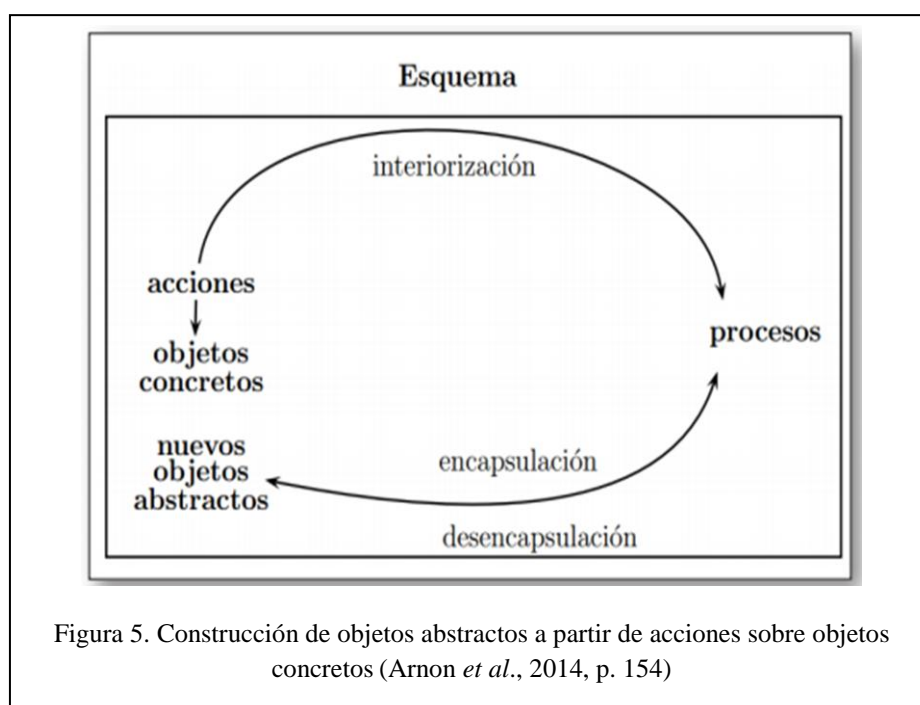 Esquema
interiorización
acciones
objetos
concretos
procesos
nuevos
objetos
abstractos
encapsulación
desencapsulación
Figura 5. Construcción de objetos abstractos a partir de acciones sobre objetos
concretos (Arnon et al., 2014, p. 154)